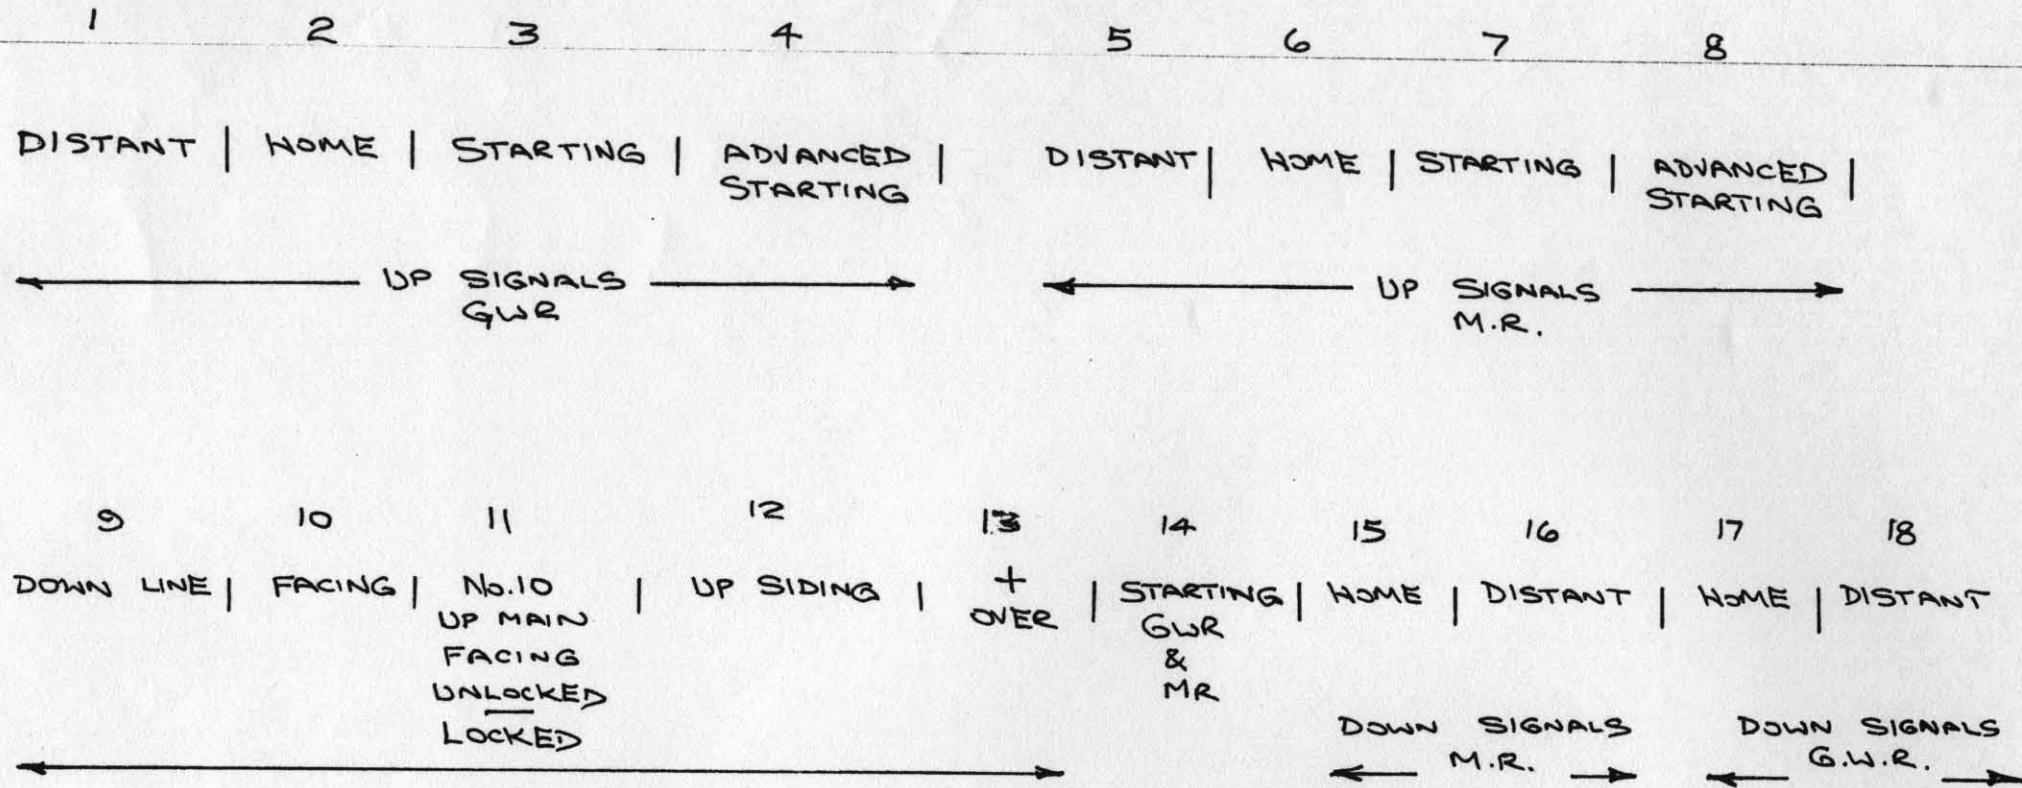 1 2 3 4 5 6 7 8
DISTANT | HOME | STARTING | ADVANCED STARTING | DISTANT | HOME | STARTING | ADVANCED STARTING |
UP SIGNALS GWR UP SIGNALS M.R.
9 10 11 12 13 14 15 16 17 18
DOWN LINE | FACING | No.10 | UP SIDING | + OVER | STARTING | HOME | DISTANT | HOME | DISTANT
UP MAIN GWR
FACING &
UNLOCKED MR
LOCKED
DOWN SIGNALS M.R. DOWN SIGNALS G.W.R.